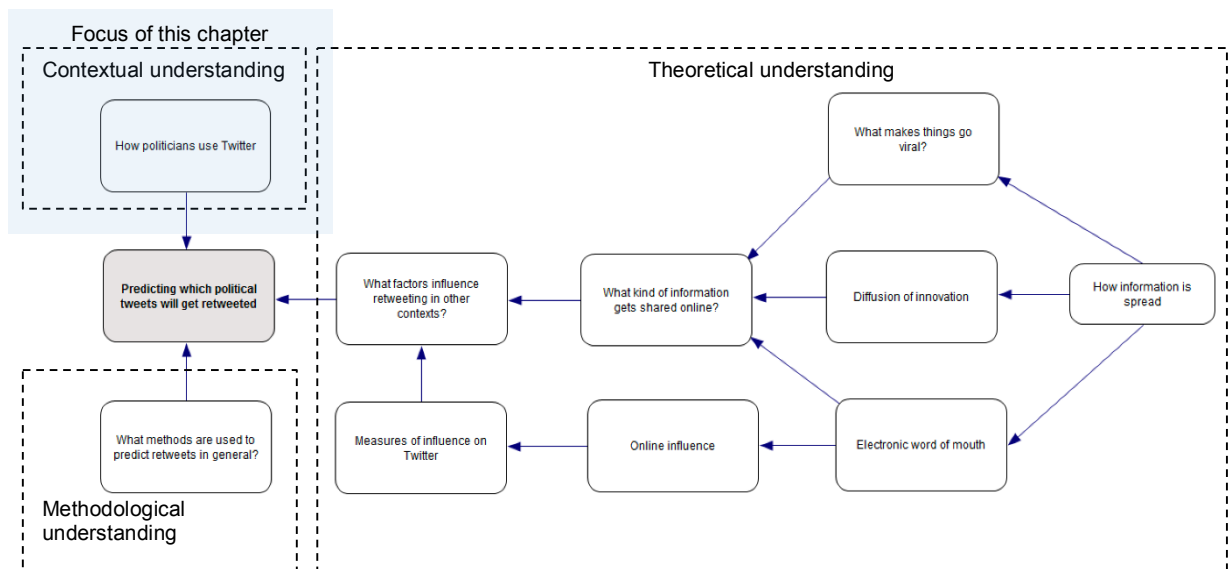 Focus of this chapter
Contextual understanding
How politicians use Twitter
Predicting which political
tweets will get retweeted
What methods are used to
predict retweets in general?
Methodological
understanding
Theoretical understanding
What makes things go
viral?
What factors influence
retweeting in other
contexts?
What kind of information
gets shared online?
Diffusion of innovation
How information is
spread
Measures of influence on
Twitter
Online influence
Electronic word of mouth